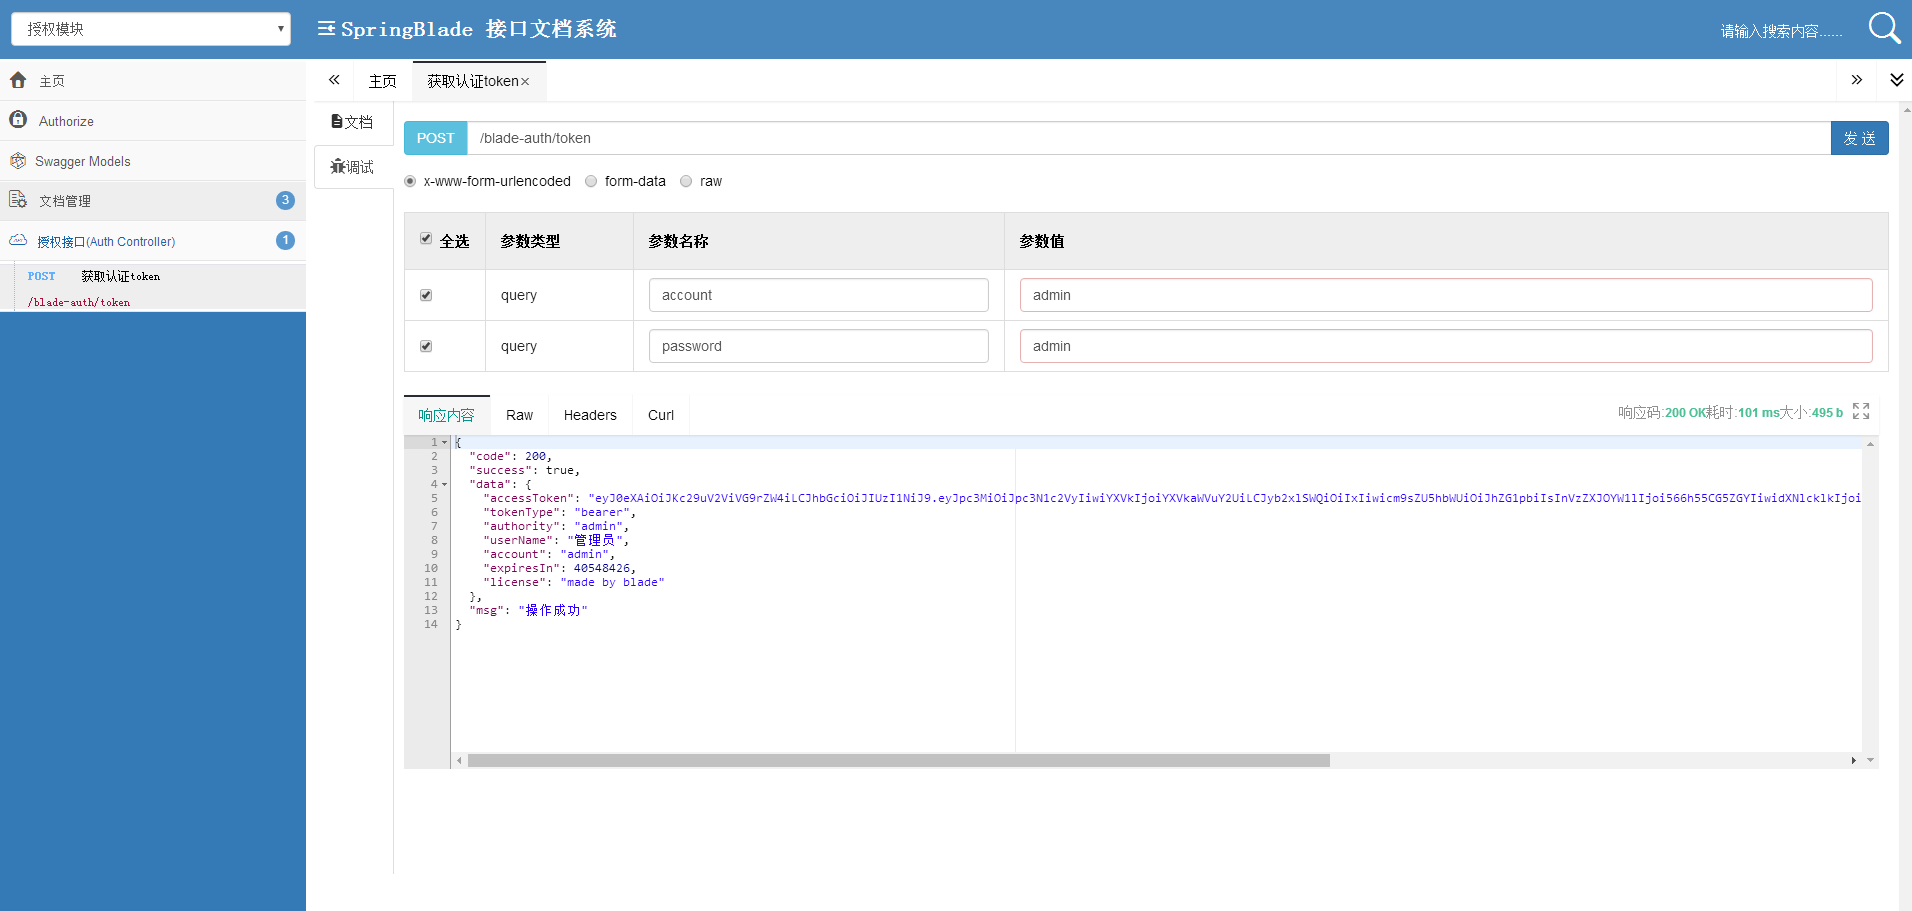 授权模块
SpringBlade 接口文档系统
请输入搜索内容......
主页
Authorize
Swagger Models
文档管理 3
授权接口(Auth Controller) 1
POST 获取认证token
/blade-auth/token
主页
获取认证token×
文档
调试
POST /blade-auth/token 发 送
x-www-form-urlencoded form-data raw
全选 参数类型 参数名称 参数值
query account admin
query password admin
响应内容 Raw Headers Curl
响应码:200 OK耗时:101 ms大小:495 b
1 {
2 "code": 200,
3 "success": true,
4 "data": {
5 "accessToken": "eyJ0eXAiOiJKc29uV2ViVG9rZW4iLCJhbGciOiJIUzI1NiJ9.eyJpc3MiOiJpc3N1c2VyIiwiYXVkIjoiYXVkaWVuY2UiLCJyb2xlSWQiOiIxIiwicm9sZU5hbWUiOiJhZG1pbiIsInVzZXJOYW1lIjoi566h55CG5ZGYIiwidXNlcklkIjoi
6 "tokenType": "bearer",
7 "authority": "admin",
8 "userName": "管理员",
9 "account": "admin",
10 "expiresIn": 40548426,
11 "license": "made by blade"
12 },
13 "msg": "操作成功"
14 }